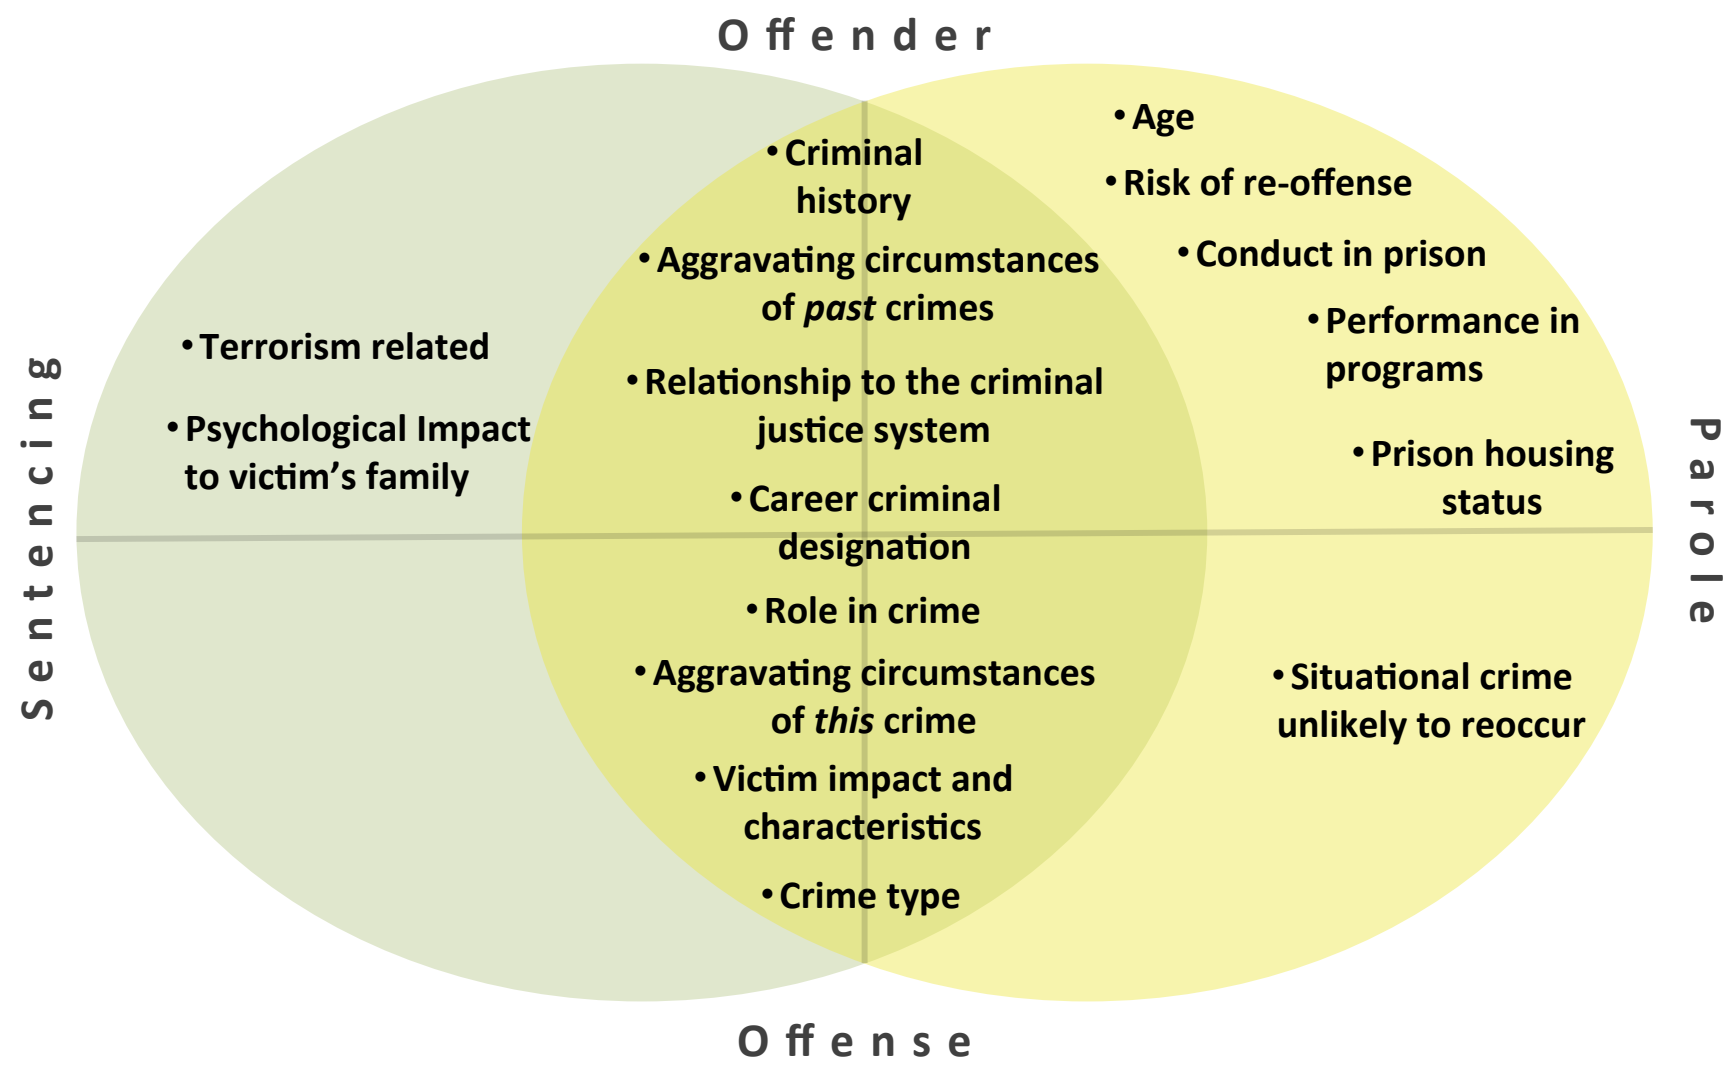 Offender
• Criminal
history
• Aggravating circumstances
of past crimes
• Relationship to the criminal
justice system
• Career criminal
designation
• Role in crime
• Aggravating circumstances
of this crime
• Victim impact and
characteristics
• Crime type
• Age
• Risk of re-offense
• Conduct in prison
• Performance in
programs
• Prison housing
status
• Situational crime
unlikely to reoccur
• Terrorism related
• Psychological Impact
to victim’s family
Sentencing
Parole
Offense